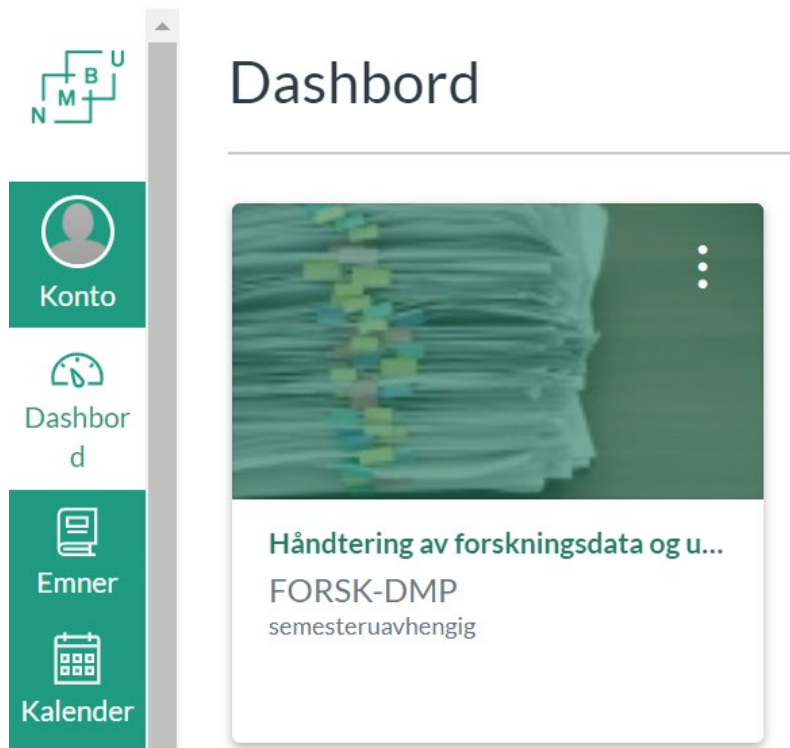 U
B
M
N
Dashbord
Konto
Dashbor
d
Emner
Kalender
Håndtering av forskningsdata og u...
FORSK-DMP
semesteruavhengig